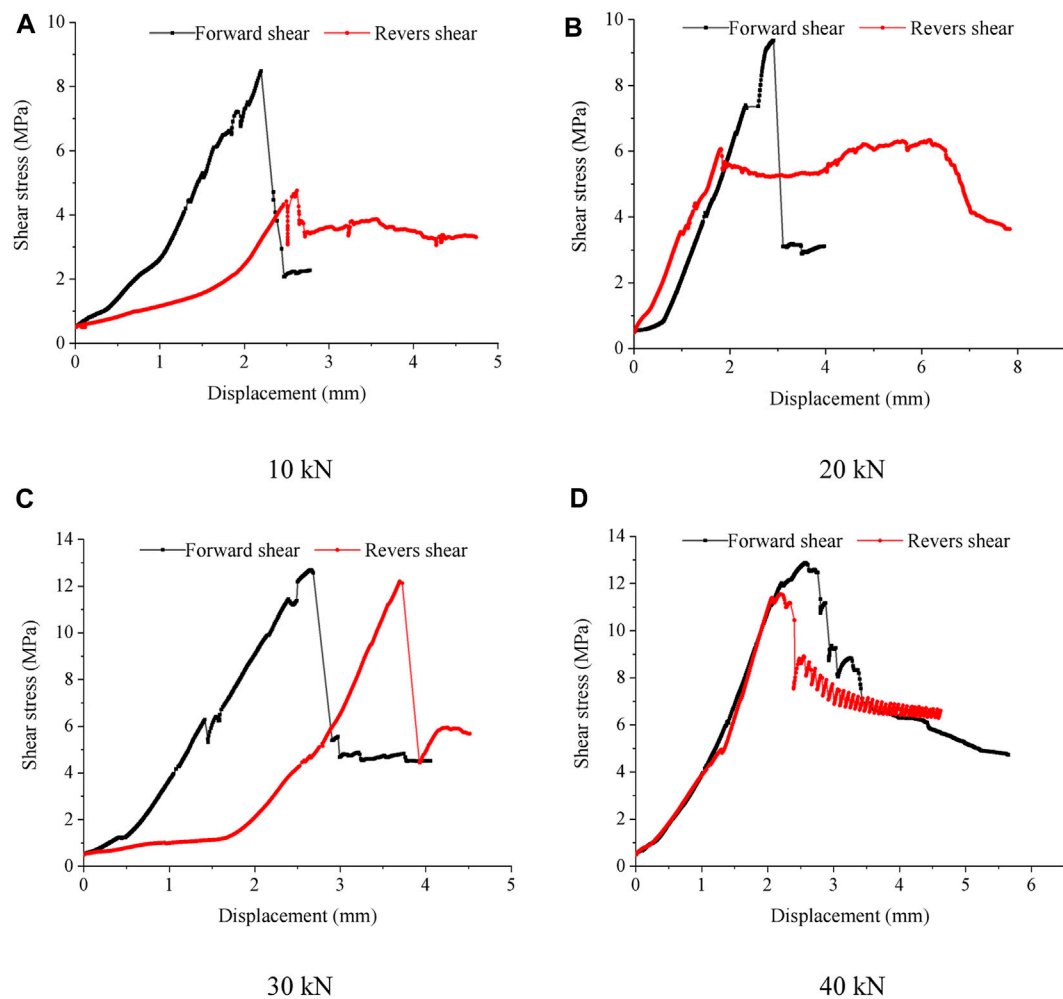 A
Forward shear Revers shear
Shear stress (MPa)
10
8
6
4
2
0
0 1 2 3 4 5
Displacement (mm)
10 kN
B
Forward shear Revers shear
Shear stress (MPa)
10
8
6
4
2
0
0 2 4 6 8
Displacement (mm)
20 kN
C
Forward shear Revers shear
Shear stress (MPa)
14
12
10
8
6
4
2
0
0 1 2 3 4 5
Displacement (mm)
30 kN
D
Forward shear Revers shear
Shear stress (MPa)
14
12
10
8
6
4
2
0
0 1 2 3 4 5 6
Displacement (mm)
40 kN